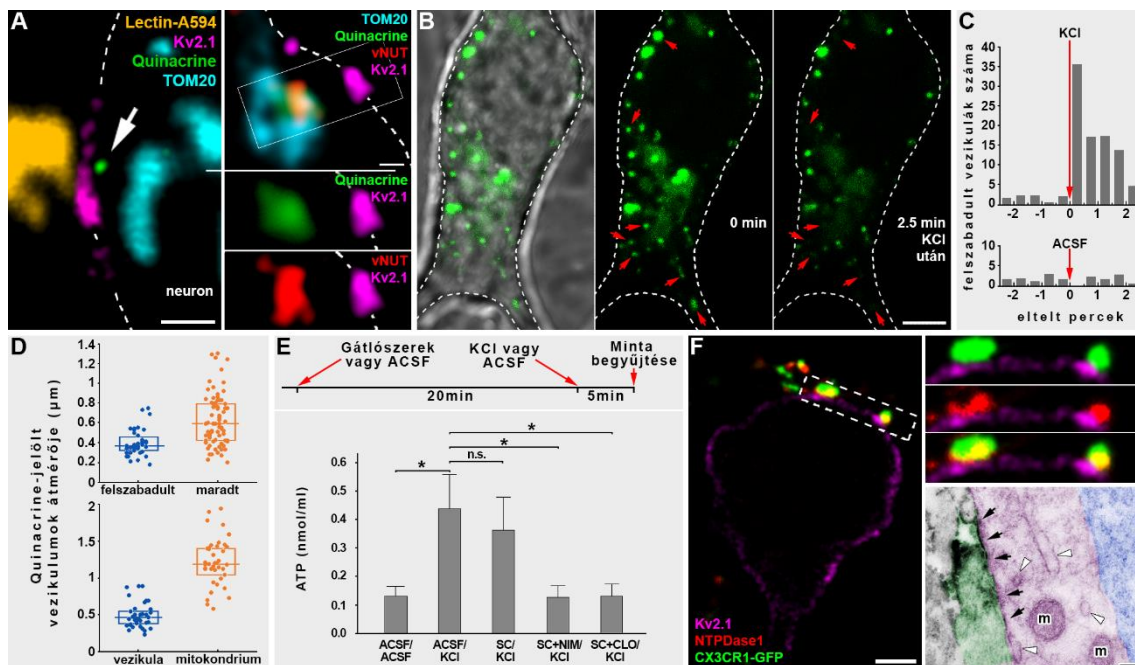 A
Lectin-A594
Kv2.1
Quinacrine
TOM20
neuron
TOM20
Quinacrine
vNUT
Kv2.1
Quinacrine
Kv2.1
vNUT
Kv2.1
B
0 min
2.5 min
KCl
után
C
KCl
felszabadult vezikulák száma
40
35
30
25
20
15
10
5
0
-2 -1 0 1 2
ACSF
10
5
0
-2 -1 0 1 2
eltelt percek
D
Quinacrine-jelölt
vezikulumok átmérője (µm)
1.4
1.2
1
0.8
0.6
0.4
0.2
0
felszabadult maradt
2
1.5
1
0.5
0
vezikula mitokondrium
E
Gátlószerek
vagy ACSF
KCl vagy
ACSF
Minta
begyűjtése
20min
5min
ATP (nmol/ml)
0.6
0.5
0.4
0.3
0.2
0.1
0.0
*
n.s.
*
*
ACSF/
ACSF
ACSF/
KCl
SC/
KCl
SC+NIM/
KCl
SC+CLO/
KCl
F
Kv2.1
NTPDase1
CX3CR1-GFP
m
m